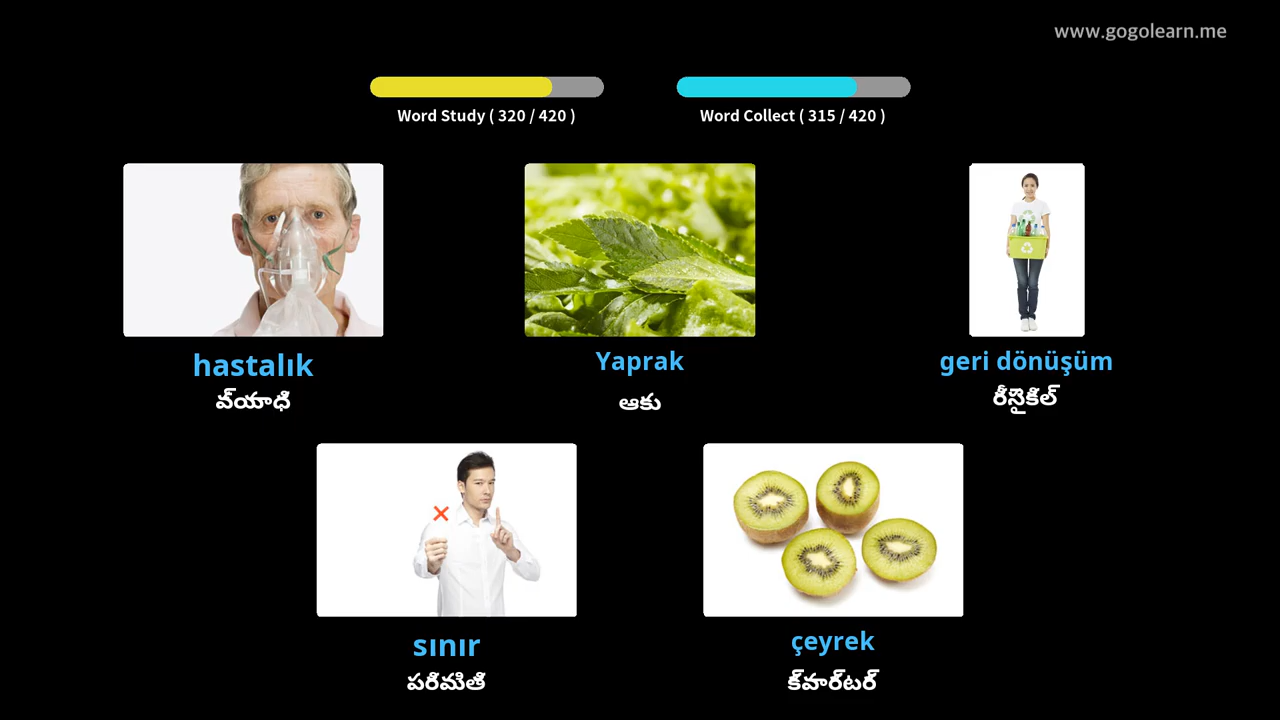 www.gogolearn.me
Word Study ( 320 / 420 )
Word Collect ( 315 / 420 )
hastalık
వ్యాధి
Yaprak
ఆకు
geri dönüşüm
రీసైకిల్
sınır
పరిమితి
çeyrek
క్వార్టర్